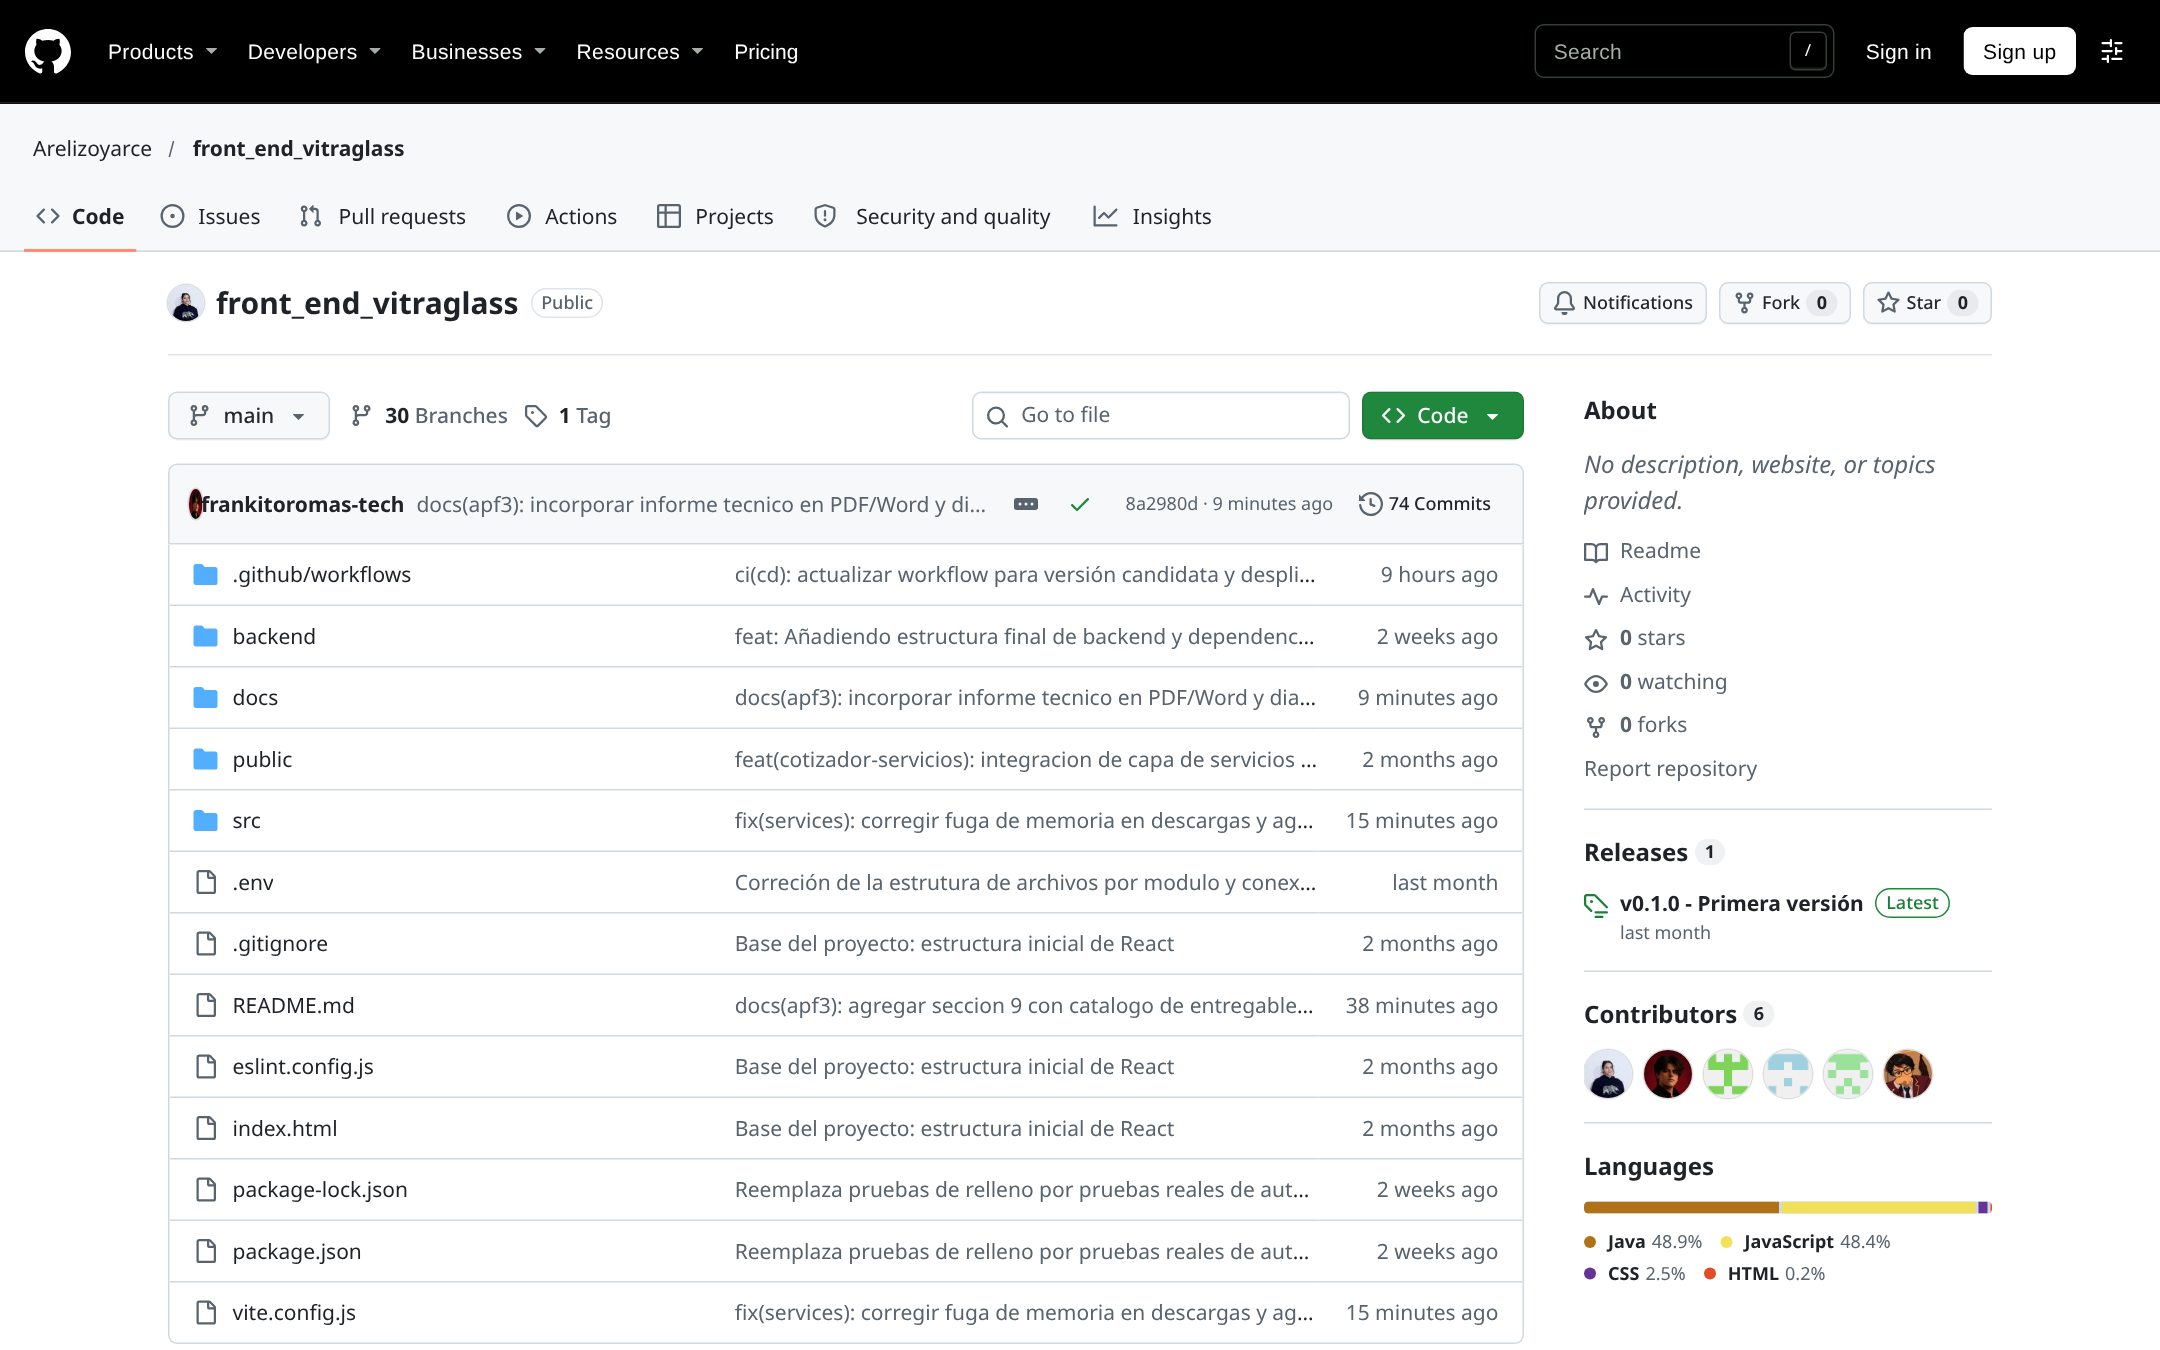 Products Developers Businesses Resources Pricing Search / Sign in Sign up
Arelizoyarce / front_end_vitraglass
Code Issues Pull requests Actions Projects Security and quality Insights
front_end_vitraglass Public Notifications Fork 0 Star 0
main 30 Branches 1 Tag Go to file Code
frankitoromas-tech docs(apf3): incorporar informe tecnico en PDF/Word y di... 8a2980d · 9 minutes ago 74 Commits
.github/workflows ci(cd): actualizar workflow para versión candidata y despli... 9 hours ago
backend feat: Añadiendo estructura final de backend y dependenc... 2 weeks ago
docs docs(apf3): incorporar informe tecnico en PDF/Word y dia... 9 minutes ago
public feat(cotizador-servicios): integracion de capa de servicios ... 2 months ago
src fix(services): corregir fuga de memoria en descargas y ag... 15 minutes ago
.env Correción de la estrutura de archivos por modulo y conex... last month
.gitignore Base del proyecto: estructura inicial de React 2 months ago
README.md docs(apf3): agregar seccion 9 con catalogo de entregable... 38 minutes ago
eslint.config.js Base del proyecto: estructura inicial de React 2 months ago
index.html Base del proyecto: estructura inicial de React 2 months ago
package-lock.json Reemplaza pruebas de relleno por pruebas reales de aut... 2 weeks ago
package.json Reemplaza pruebas de relleno por pruebas reales de aut... 2 weeks ago
vite.config.js fix(services): corregir fuga de memoria en descargas y ag... 15 minutes ago
About
No description, website, or topics
provided.
Readme
Activity
0 stars
0 watching
0 forks
Report repository
Releases 1
v0.1.0 - Primera versión Latest
last month
Contributors 6
Languages
Java 48.9% JavaScript 48.4%
CSS 2.5% HTML 0.2%